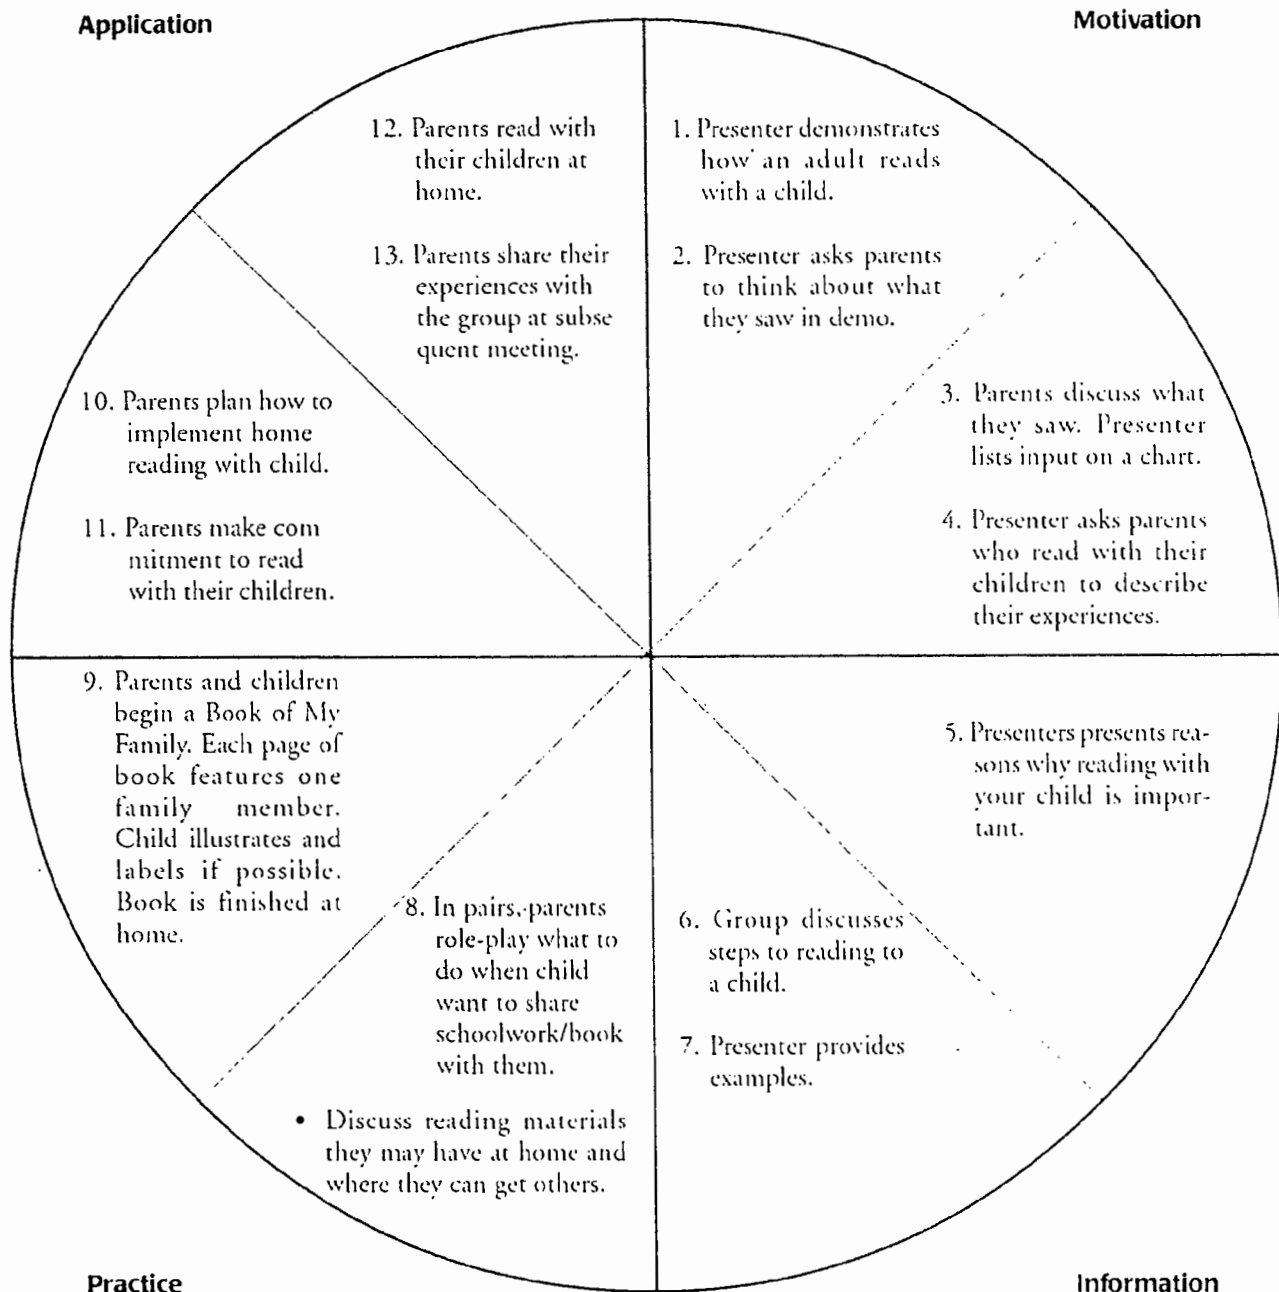 Application
Motivation
12. Parents read with
their children at
home.
13. Parents share their
experiences with
the group at subse
quent meeting.
1. Presenter demonstrates
how an adult reads
with a child.
2. Presenter asks parents
to think about what
they saw in demo.
3. Parents discuss what
they saw. Presenter
lists input on a chart.
4. Presenter asks parents
who read with their
children to describe
their experiences.
10. Parents plan how to
implement home
reading with child.
11. Parents make com
mitment to read
with their children.
9. Parents and children
begin a Book of My
Family. Each page of
book features one
family member.
Child illustrates and
labels if possible.
Book is finished at
home.
5. Presenters presents rea-
sons why reading with
your child is impor-
tant.
8. In pairs, parents
role-play what to
do when child
want to share
schoolwork/book
with them.
• Discuss reading materials
they may have at home and
where they can get others.
6. Group discusses
steps to reading to
a child.
7. Presenter provides
examples.
Practice
Information